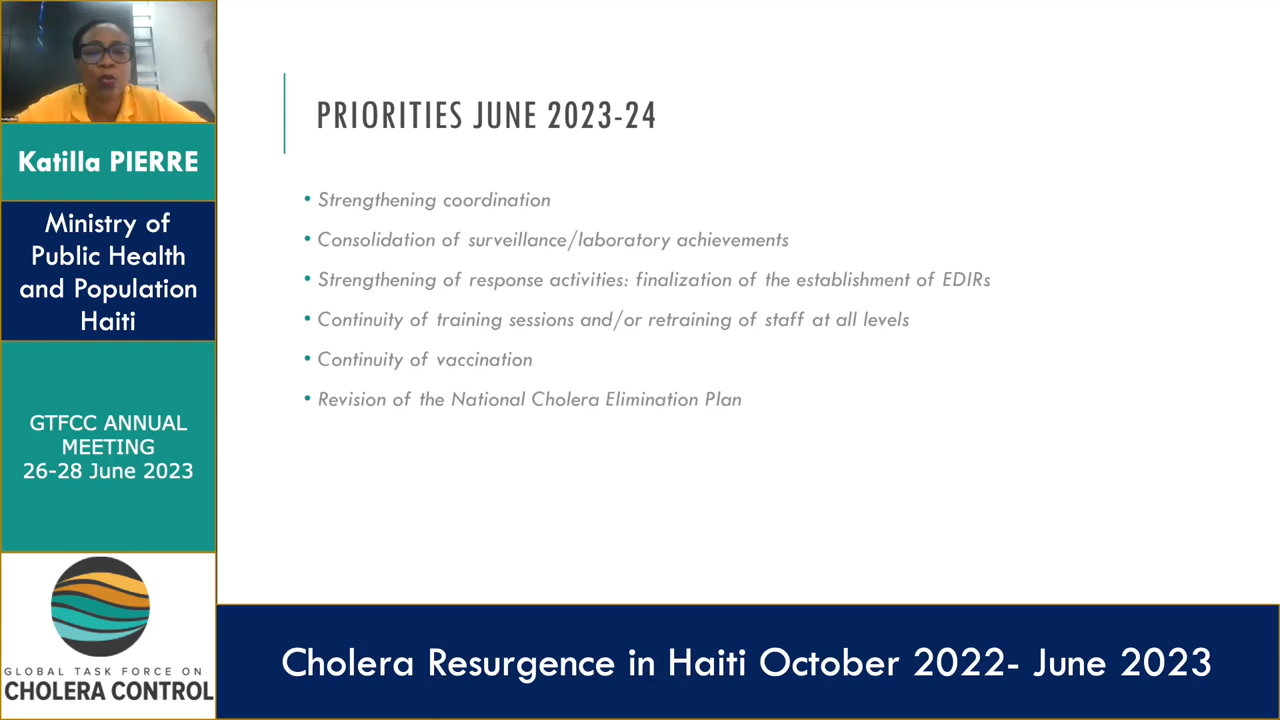 Katilla PIERRE
Ministry of
Public Health
and Population
Haiti
GTFCC ANNUAL
MEETING
26-28 June 2023
GLOBAL TASK FORCE ON
CHOLERA CONTROL
PRIORITIES JUNE 2023-24
• Strengthening coordination
• Consolidation of surveillance/laboratory achievements
• Strengthening of response activities: finalization of the establishment of EDIRs
• Continuity of training sessions and/or retraining of staff at all levels
• Continuity of vaccination
• Revision of the National Cholera Elimination Plan
Cholera Resurgence in Haiti October 2022- June 2023